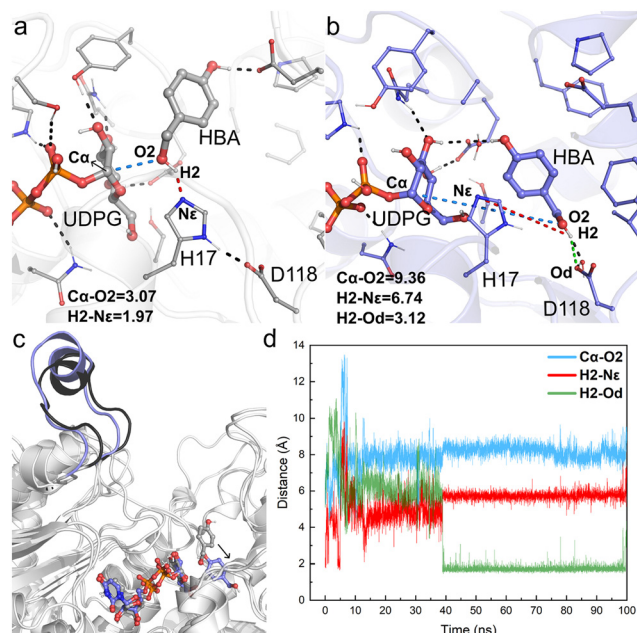 a
HBA
Cα
O2
H2
Nε
UDPG
H17
D118
Cα-O2=3.07
H2-Nε=1.97
b
HBA
Cα
Nε
O2
UDPG
H2
Od
H17
D118
Cα-O2=9.36
H2-Nε=6.74
H2-Od=3.12
c
d
Cα-O2
H2-Nε
H2-Od
Distance (Å)
14
12
10
8
6
4
2
0
0 10 20 30 40 50 60 70 80 90 100
Time (ns)